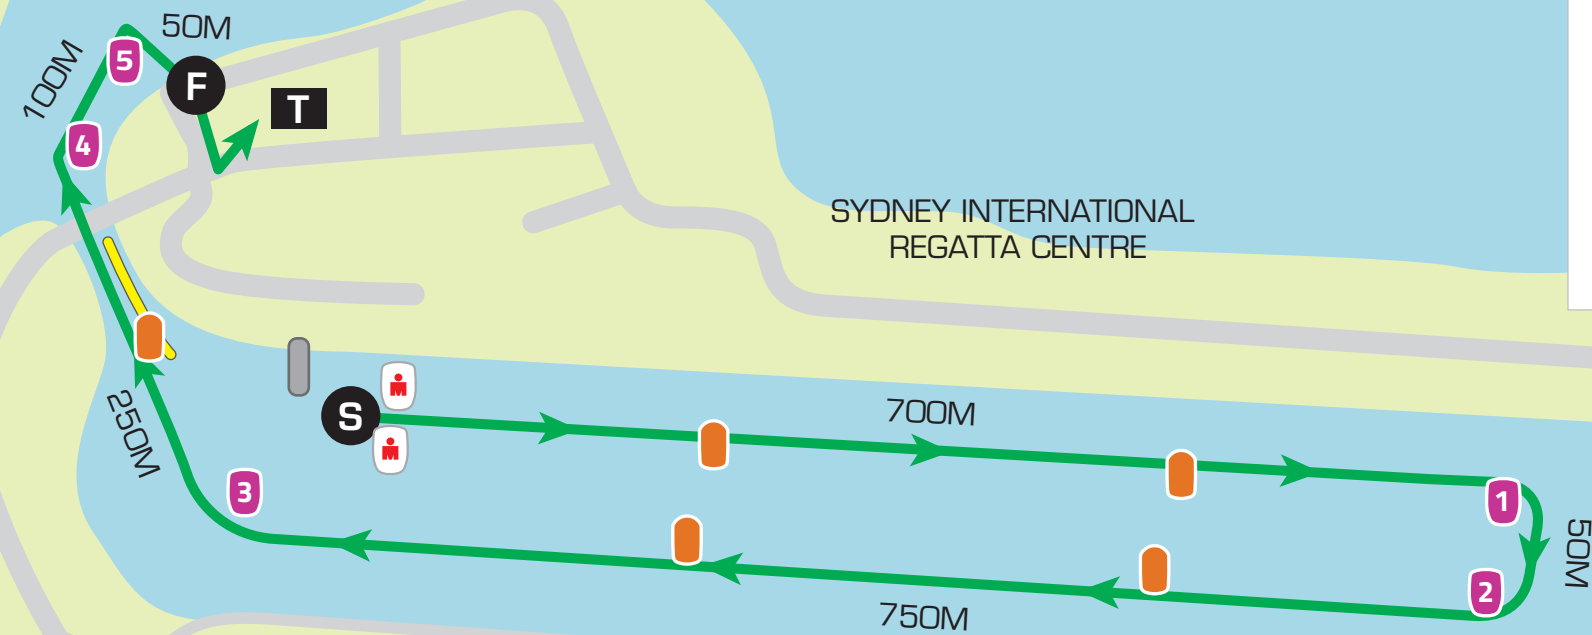 50M
100M
5
F
T
4
SYDNEY INTERNATIONAL
REGATTA CENTRE
250M
S
700M
3
1
50M
2
750M